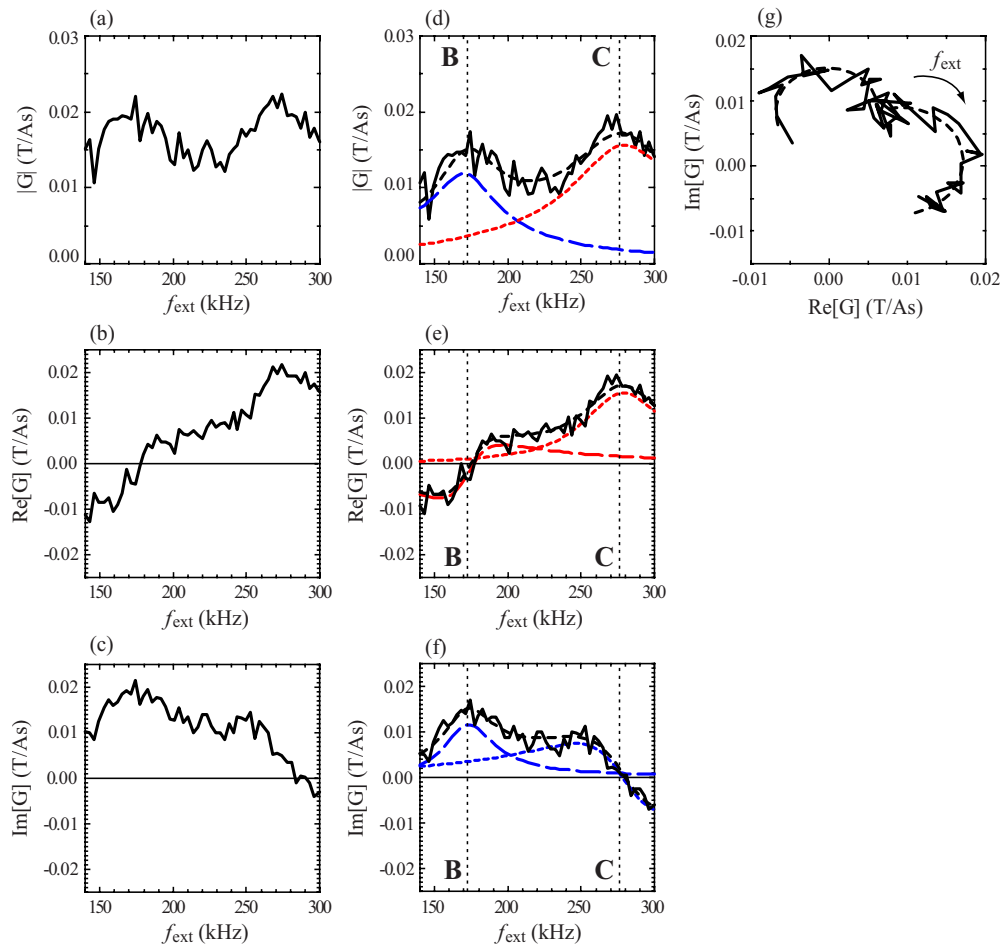 (a)
0.03
0.02
0.01
0.00
|G| (T/As)
150
200
250
300
fext (kHz)
(d)
B
C
0.03
0.02
0.01
0.00
|G| (T/As)
150
200
250
300
fext (kHz)
(g)
fext
0.02
0.01
0.00
-0.01
Im[G] (T/As)
-0.01
0.00
0.01
0.02
Re[G] (T/As)
(b)
0.02
0.01
0.00
-0.01
-0.02
Re[G] (T/As)
150
200
250
300
fext (kHz)
(e)
0.02
0.01
0.00
-0.01
-0.02
Re[G] (T/As)
B
C
150
200
250
300
fext (kHz)
(c)
0.02
0.01
0.00
-0.01
-0.02
Im[G] (T/As)
150
200
250
300
fext (kHz)
(f)
0.02
0.01
0.00
-0.01
-0.02
Im[G] (T/As)
B
C
150
200
250
300
fext (kHz)